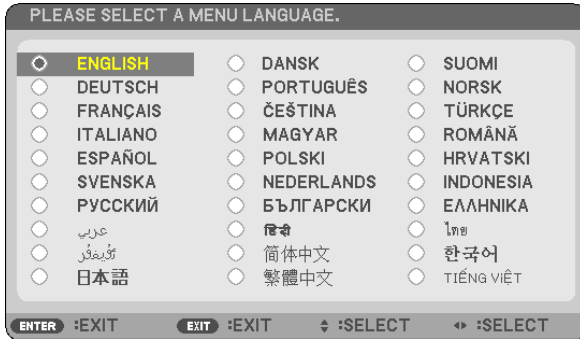 PLEASE SELECT A MENU LANGUAGE.
ENGLISH DANSK SUOMI
DEUTSCH PORTUGUÊS NORSK
FRANÇAIS ČEŠTINA TÜRKÇE
ITALIANO MAGYAR ROMÂNĂ
ESPAÑOL POLSKI HRVATSKI
SVENSKA NEDERLANDS INDONESIA
РУССКИЙ БЪЛГАРСКИ ΕΛΛΗΝΙΚΑ
عربي हिन्दी ไทย
简体中文 한국어
日本語 繁體中文 TIẾNG VIỆT
ENTER :EXIT EXIT :EXIT :SELECT :SELECT